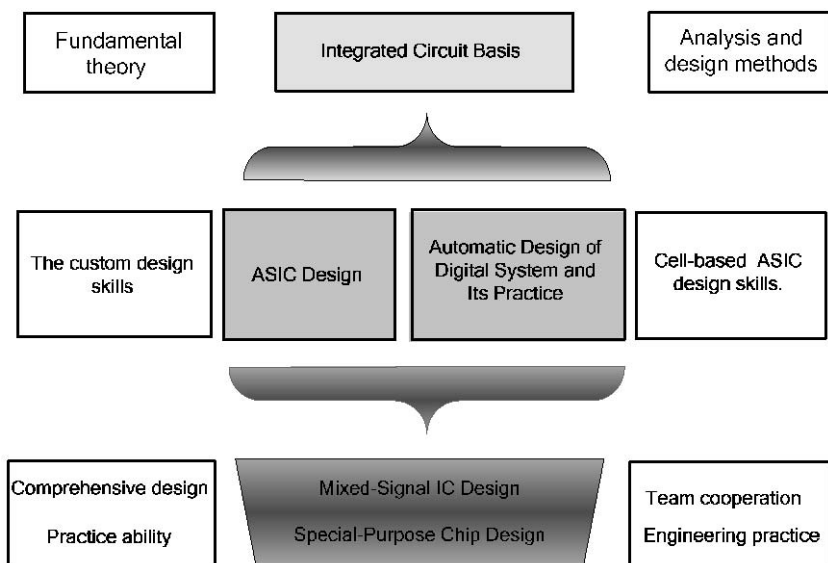 Fundamental
theory
Integrated Circuit Basis
Analysis and
design methods
The custom design
skills
ASIC Design
Automatic Design of
Digital System and
Its Practice
Cell-based ASIC
design skills.
Comprehensive design
Practice ability
Mixed-Signal IC Design
Special-Purpose Chip Design
Team cooperation
Engineering practice